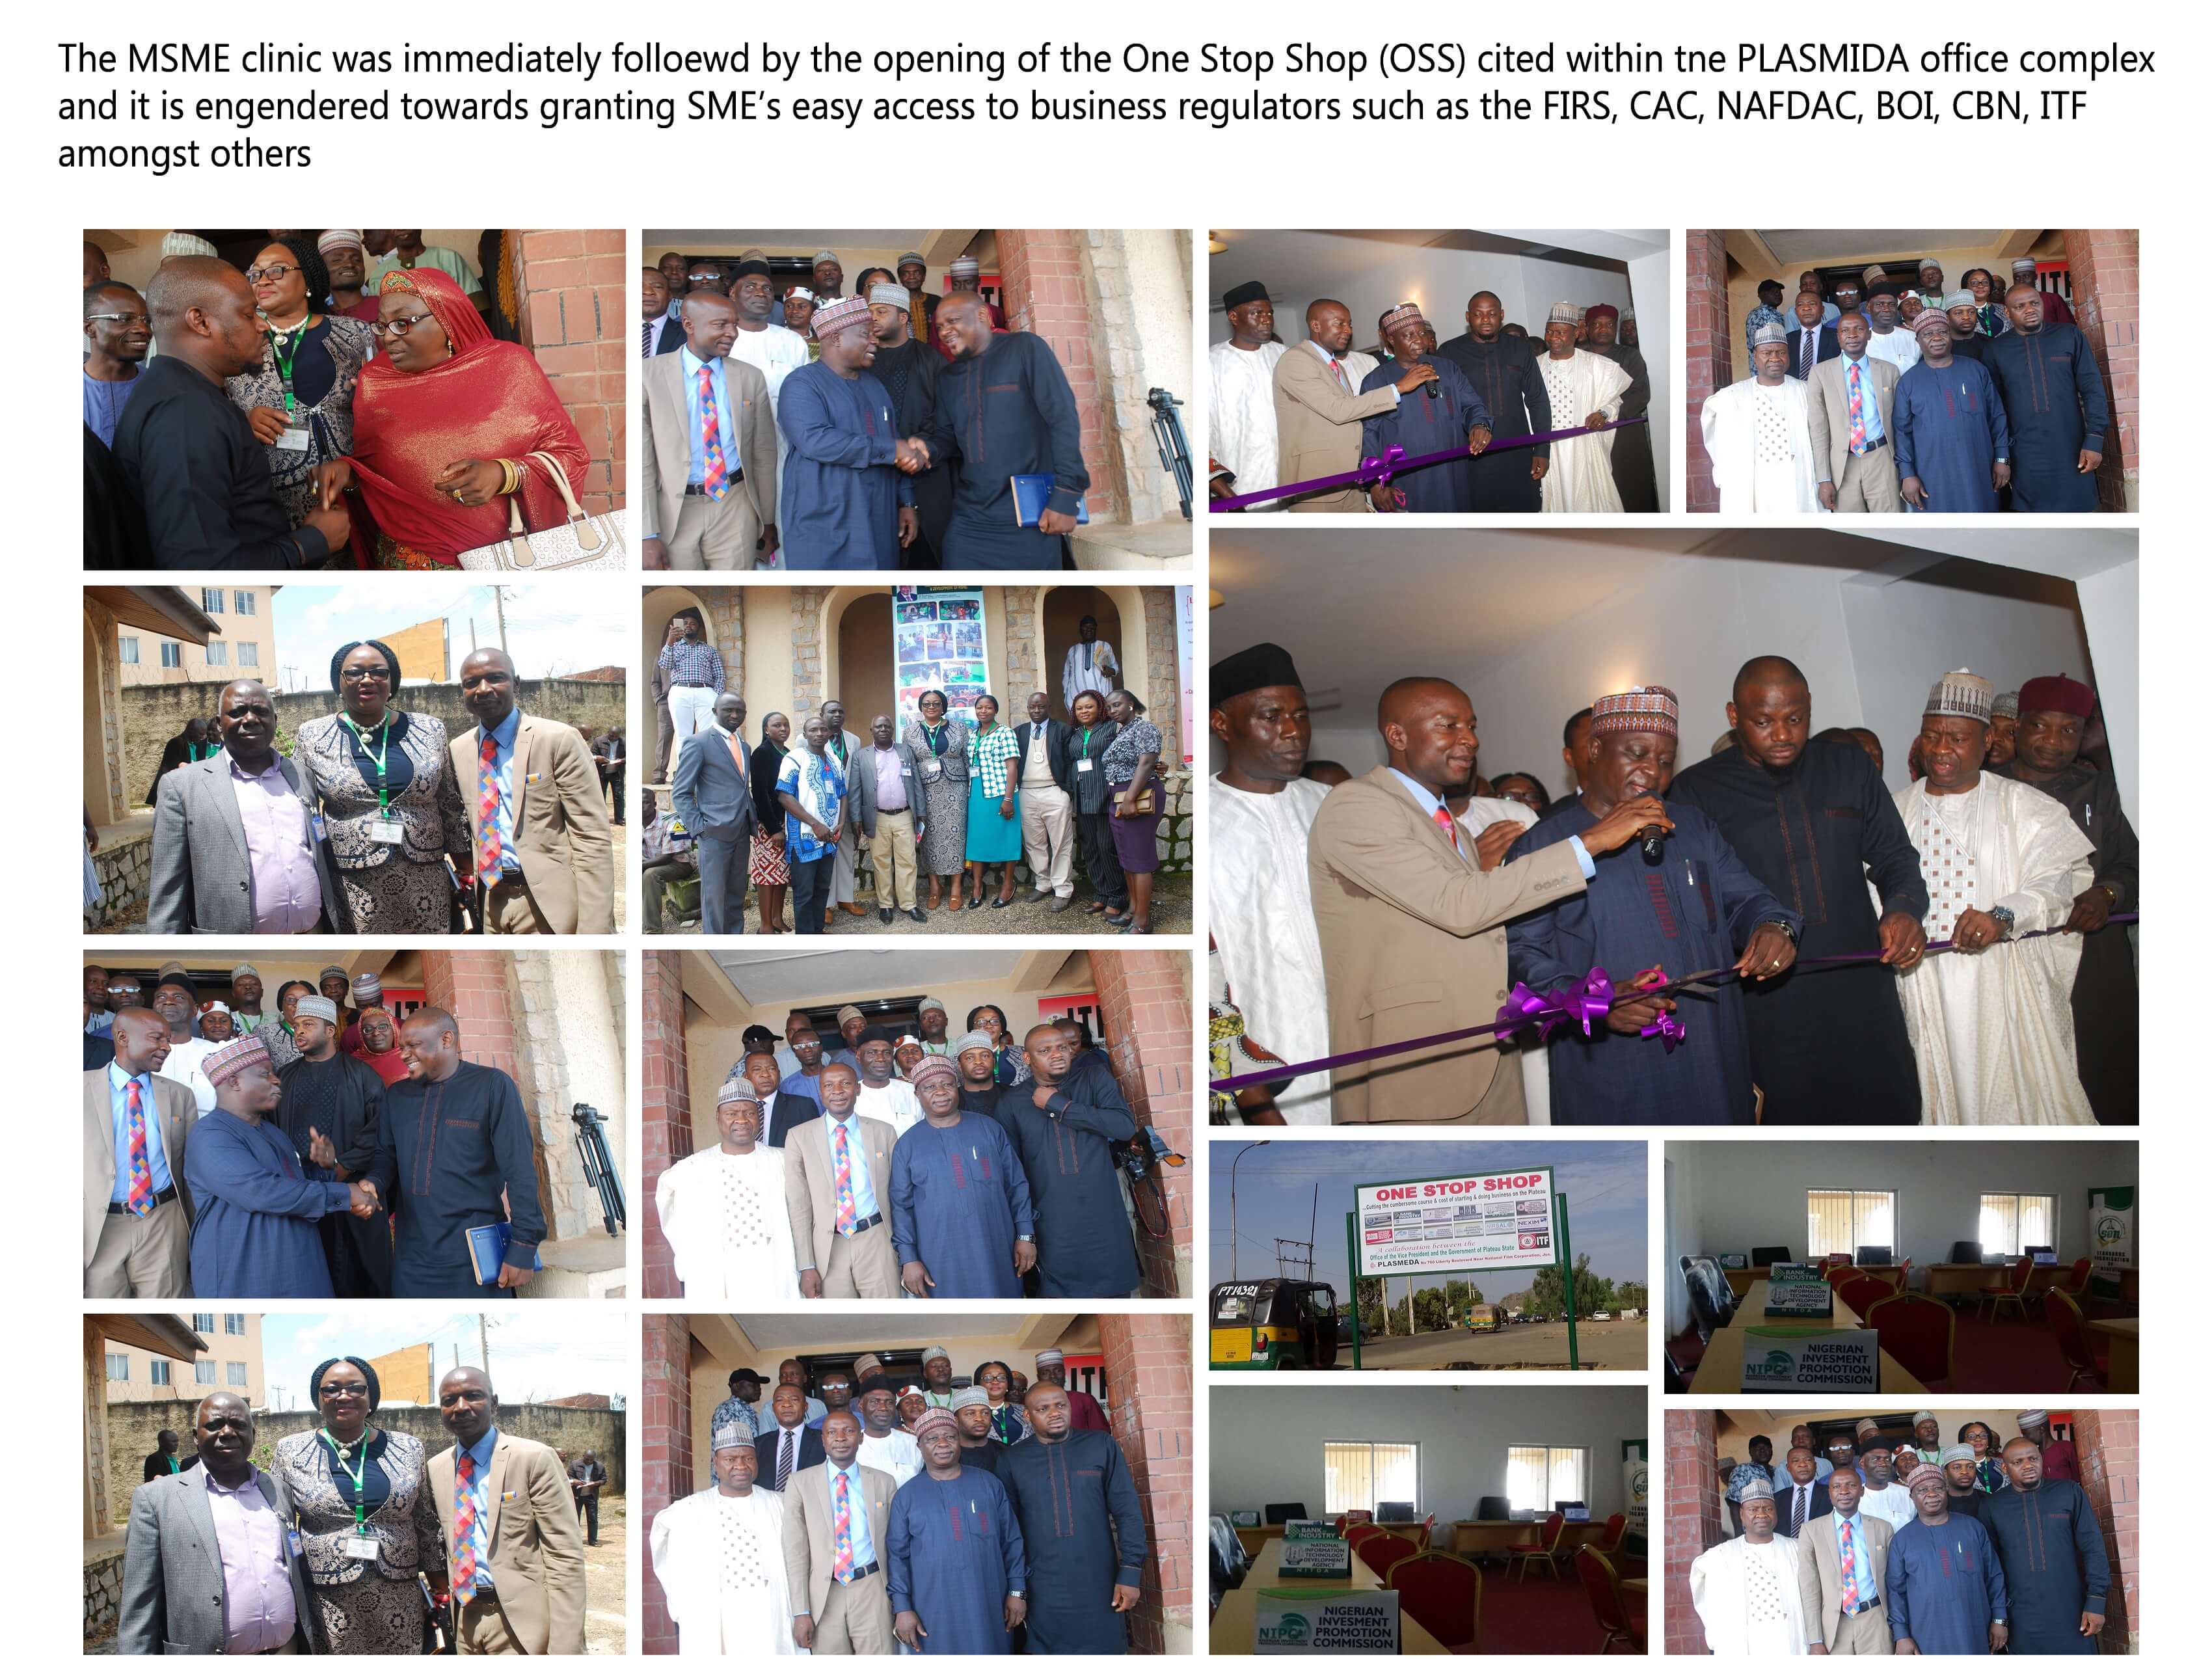 The MSME clinic was immediately folloewd by the opening of the One Stop Shop (OSS) cited within tne PLASMIDA office complex
and it is engendered towards granting SME’s easy access to business regulators such as the FIRS, CAC, NAFDAC, BOI, CBN, ITF
amongst others
ONE STOP SHOP
...Cutting the cumbersome course & cost of starting & doing business on the Plateau
NEXIM
A collaboration between the
Office of the Vice President and the Government of Plateau State
ITF
PLASMEDA
PT14321
BANK
INDUSTRY
NATIONAL
INFORMATION
TECHNOLOGY
DEVELOPMENT
AGENCY
NITDA
NIPC
NIGERIAN
INVESMENT
PROMOTION
COMMISSION
SON
STANDARDS
ORGANISATION
BANK
INDUSTRY
NATIONAL
INFORMATION
TECHNOLOGY
DEVELOPMENT
AGENCY
NITDA
NIPC
NIGERIAN
INVESMENT
PROMOTION
COMMISSION